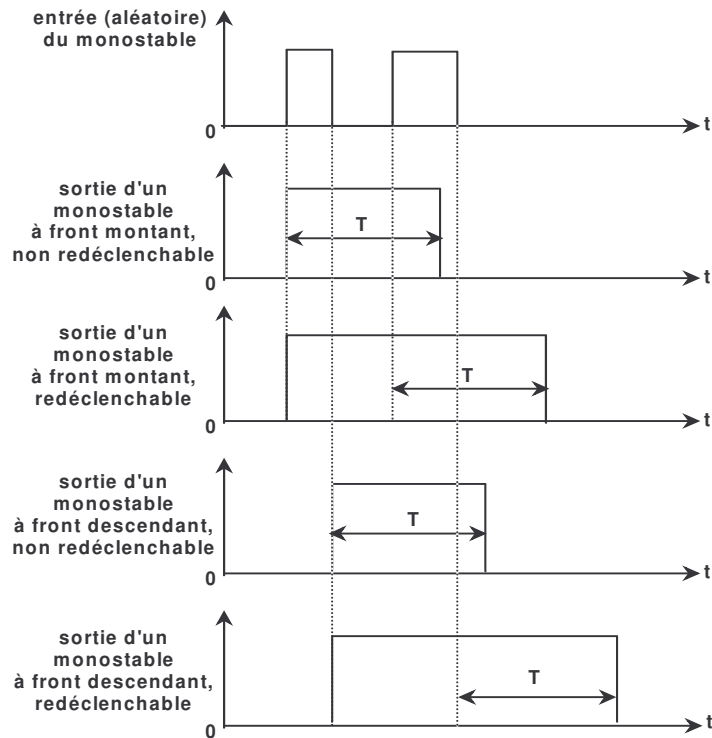 entrée (aléatoire)
du monostable
0
t
sortie d'un
monostable
à front montant,
non redéclenchable
T
0
t
sortie d'un
monostable
à front montant,
redéclenchable
T
0
t
sortie d'un
monostable
à front descendant,
non redéclenchable
T
0
t
sortie d'un
monostable
à front descendant,
redéclenchable
T
0
t